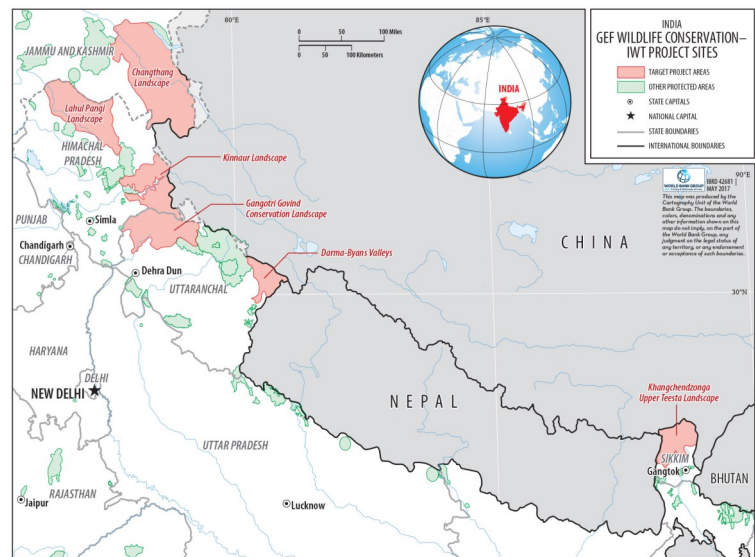 INDIA
GEF WILDLIFE CONSERVATION–
IWT PROJECT SITES
TARGET PROJECT AREAS
OTHER PROTECTED AREAS
STATE CAPITALS
NATIONAL CAPITAL
STATE BOUNDARIES
INTERNATIONAL BOUNDARIES
WORLD BANK GROUP
IBRD 42681
MAY 2017
This map was produced by the
Cartography Unit of the World
Bank Group. The boundaries,
colors, denominations and any
other information shown on this
map do not imply, on the part of
the World Bank Group, any
judgment on the legal status of
any territory, or any endorsement
or acceptance of such boundaries.
80°E
85°E
90°E
30°N
0 50 100 Miles
0 50 100 Kilometers
INDIA
JAMMU AND KASHMIR
Changthang
Landscape
Lahul Pangi
Landscape
HIMACHAL
PRADESH
Kinnaur Landscape
Gangotri Govind
Conservation Landscape
PUNJAB
Simla
Chandigarh
CHANDIGARH
Dehra Dun
UTTARANCHAL
Darma-Byans Valleys
CHINA
HARYANA
DELHI
NEW DELHI
NEPAL
Khangchendzonga
Upper Teesta Landscape
UTTAR PRADESH
SIKKIM
Gangtok
BHUTAN
RAJASTHAN
Jaipur
Lucknow